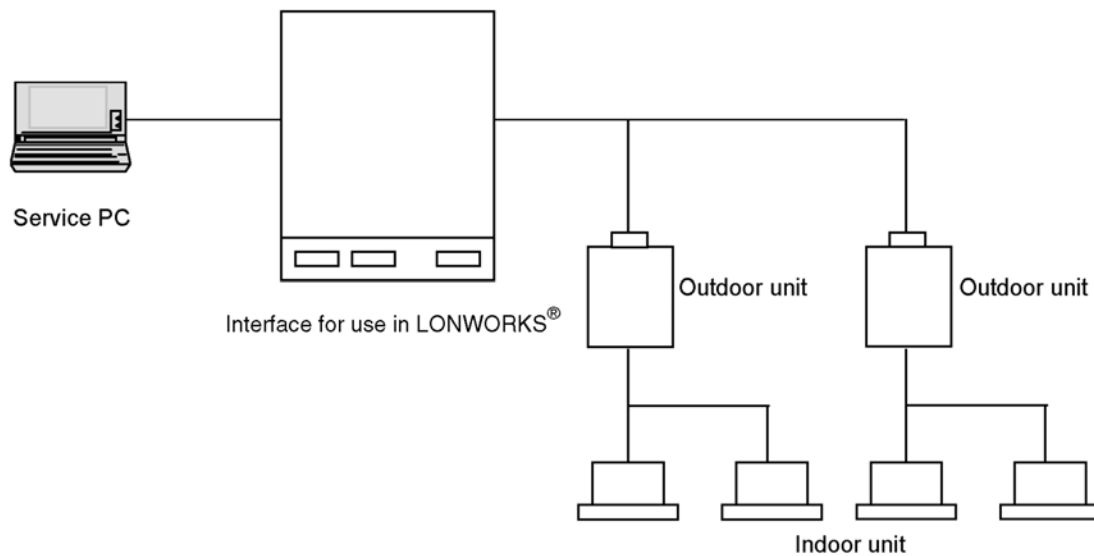 Service PC
Interface for use in LONWORKS®
Outdoor unit
Outdoor unit
Indoor unit